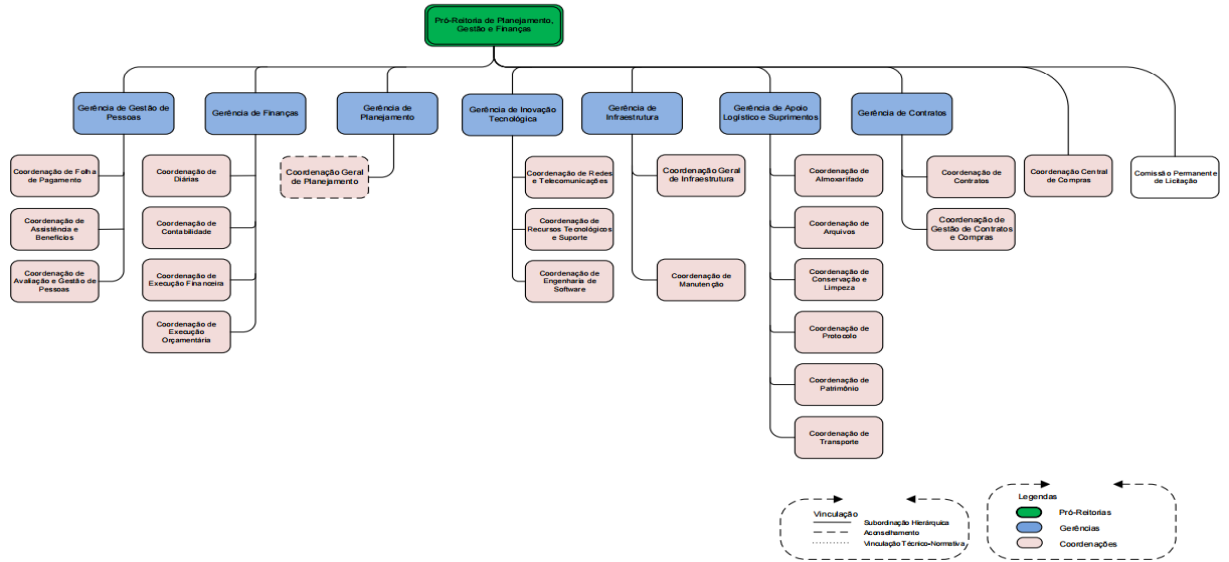 Pró-Reitoria de Planejamento,
Gestão e Finanças
Gerência de Gestão de
Pessoas
Gerência de Finanças
Gerência de
Planejamento
Gerência de Inovação
Tecnológica
Gerência de
Infraestrutura
Gerência de Apoio
Logístico e Suprimentos
Gerência de Contratos
Coordenação de Folha
de Pagamento
Coordenação de
Assistência e
Benefícios
Coordenação de
Avaliação e Gestão de
Pessoas
Coordenação de
Diárias
Coordenação de
Contabilidade
Coordenação de
Execução Financeira
Coordenação de
Execução
Orçamentária
Coordenação Geral
de Planejamento
Coordenação de Redes
e Telecomunicações
Coordenação de
Recursos Tecnológicos
e Suporte
Coordenação de
Engenharia de
Software
Coordenação Geral
de Infraestrutura
Coordenação de
Manutenção
Coordenação de
Almoxarifado
Coordenação de
Arquivos
Coordenação de
Conservação e
Limpeza
Coordenação de
Protocolo
Coordenação de
Patrimônio
Coordenação de
Transporte
Coordenação de
Contratos
Coordenação de
Gestão de Contratos
e Compras
Coordenação Central
de Compras
Comissão Permanente
de Licitação
Vinculação
Subordinação Hierárquica
Aconselhamento
Vinculação Técnico-Normativa
Legendas
Pró-Reitorias
Gerências
Coordenações